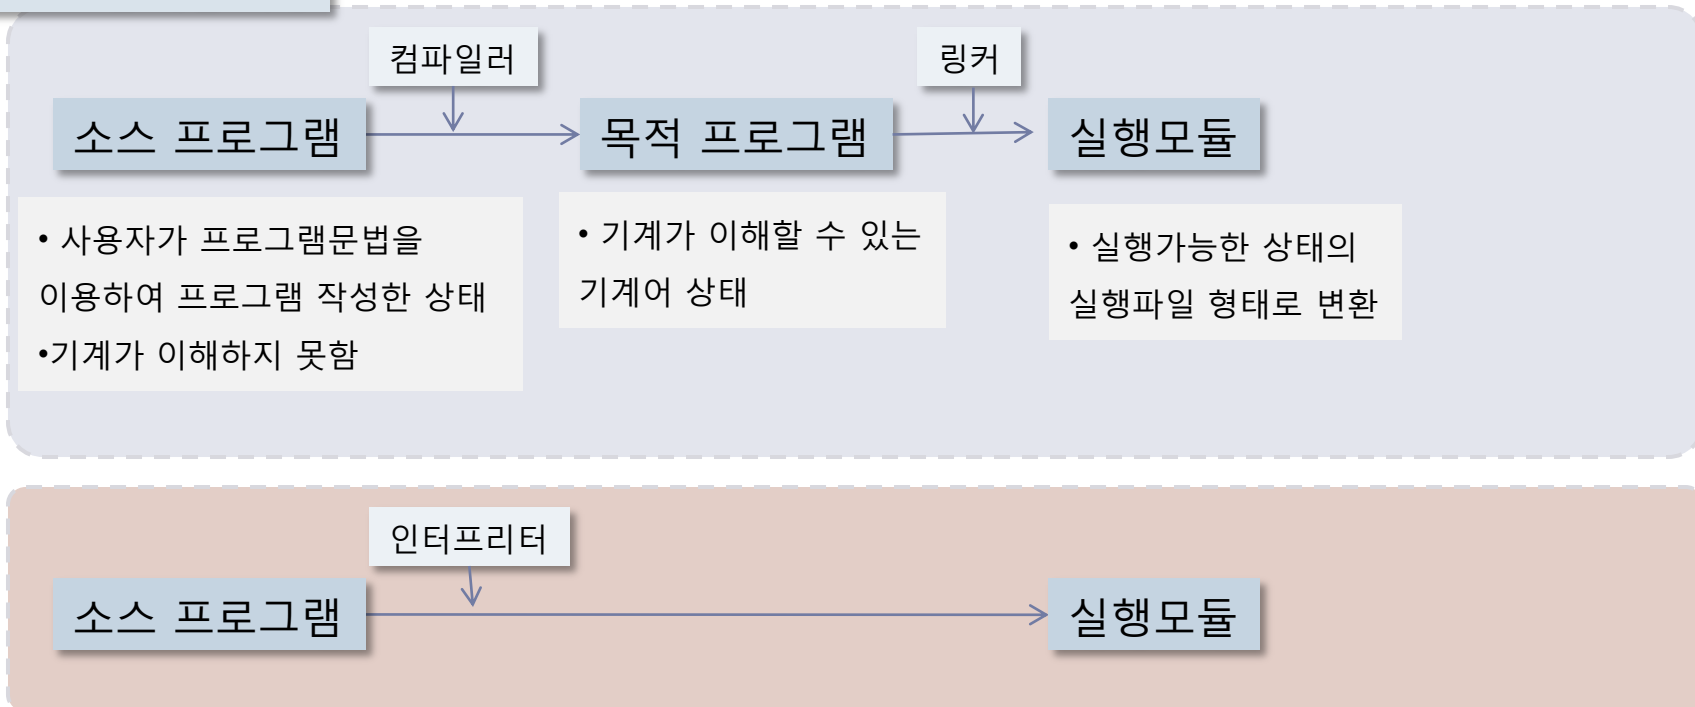 컴파일러
링커
소스 프로그램
목적 프로그램
실행모듈
• 사용자가 프로그램문법을
이용하여 프로그램 작성한 상태
•기계가 이해하지 못함
• 기계가 이해할 수 있는
기계어 상태
• 실행가능한 상태의
실행파일 형태로 변환
인터프리터
소스 프로그램
실행모듈